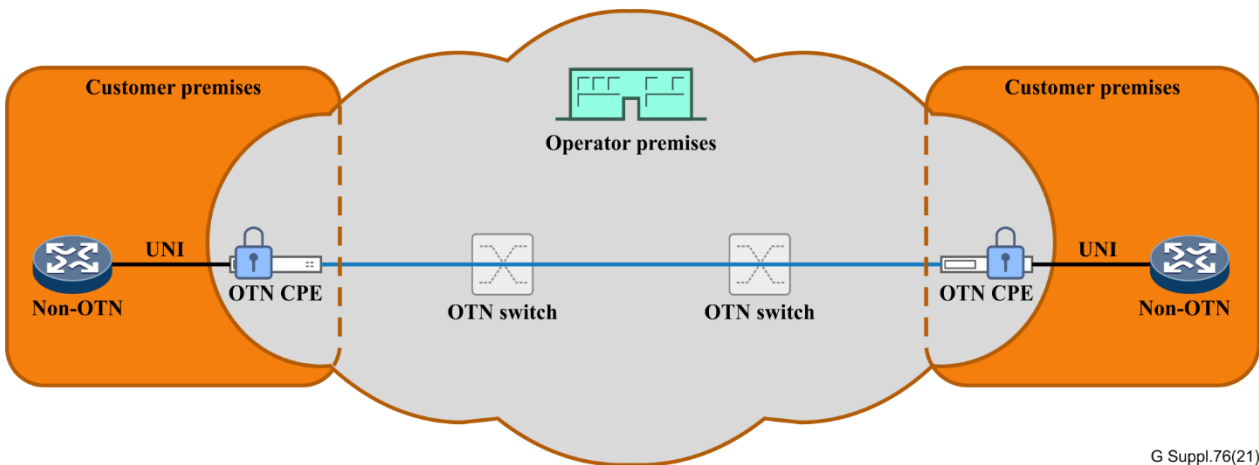 Customer premises
Customer premises
Operator premises
UNI
UNI
OTN CPE
OTN CPE
Non-OTN
OTN switch
OTN switch
Non-OTN
G Suppl.76(21)